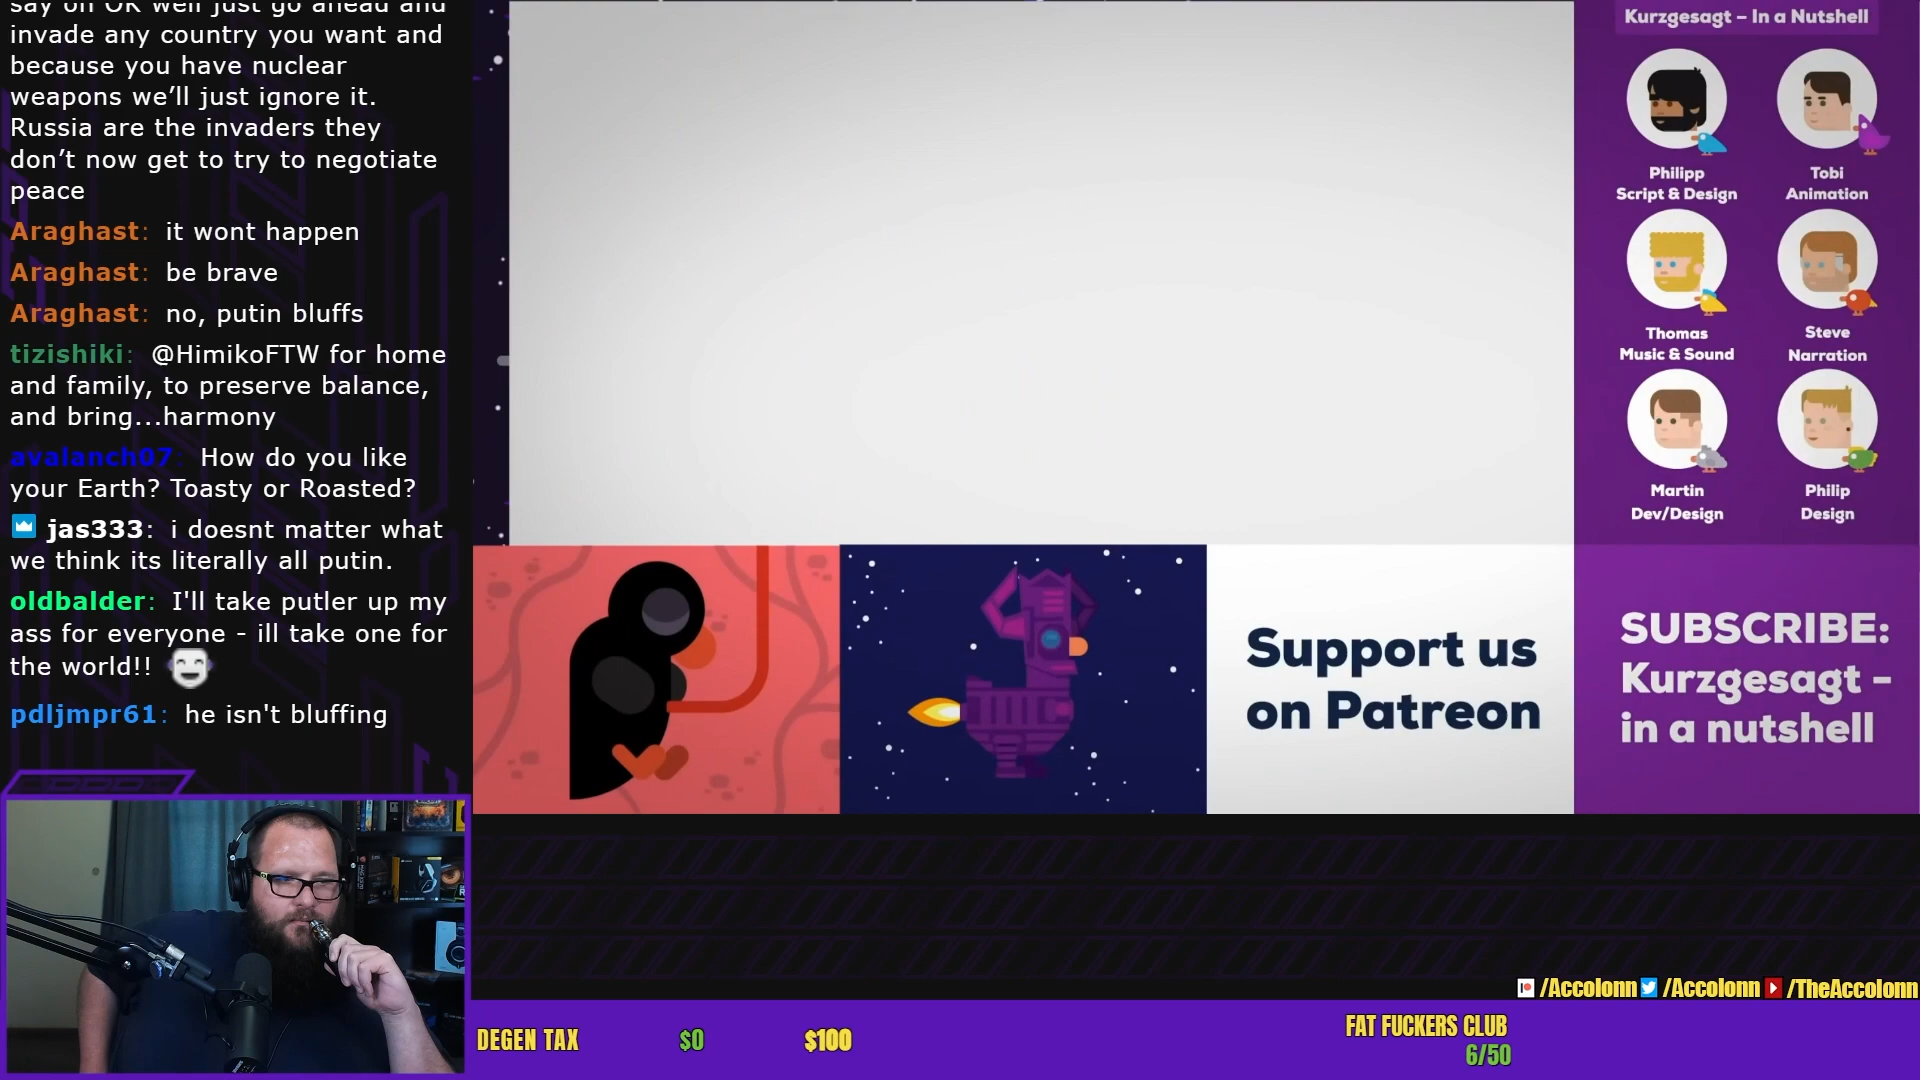 say oh OK well just go ahead and
invade any country you want and
because you have nuclear
weapons we’ll just ignore it.
Russia are the invaders they
don’t now get to try to negotiate
peace
Araghast: it wont happen
Araghast: be brave
Araghast: no, putin bluffs
tizishiki: @HimikoFTW for home
and family, to preserve balance,
and bring...harmony
avalanch07: How do you like
your Earth? Toasty or Roasted?
jas333: i doesnt matter what
we think its literally all putin.
oldbalder: I'll take putler up my
ass for everyone - ill take one for
the world!!
pdljmpr61: he isn't bluffing
Kurzgesagt – In a Nutshell
Philipp
Script & Design
Tobi
Animation
Thomas
Music & Sound
Steve
Narration
Martin
Dev/Design
Philip
Design
Support us
on Patreon
SUBSCRIBE:
Kurzgesagt –
in a nutshell
/Accolonn /Accolonn /TheAccolonn
DEGEN TAX $0 $100
FAT FUCKERS CLUB
6/50